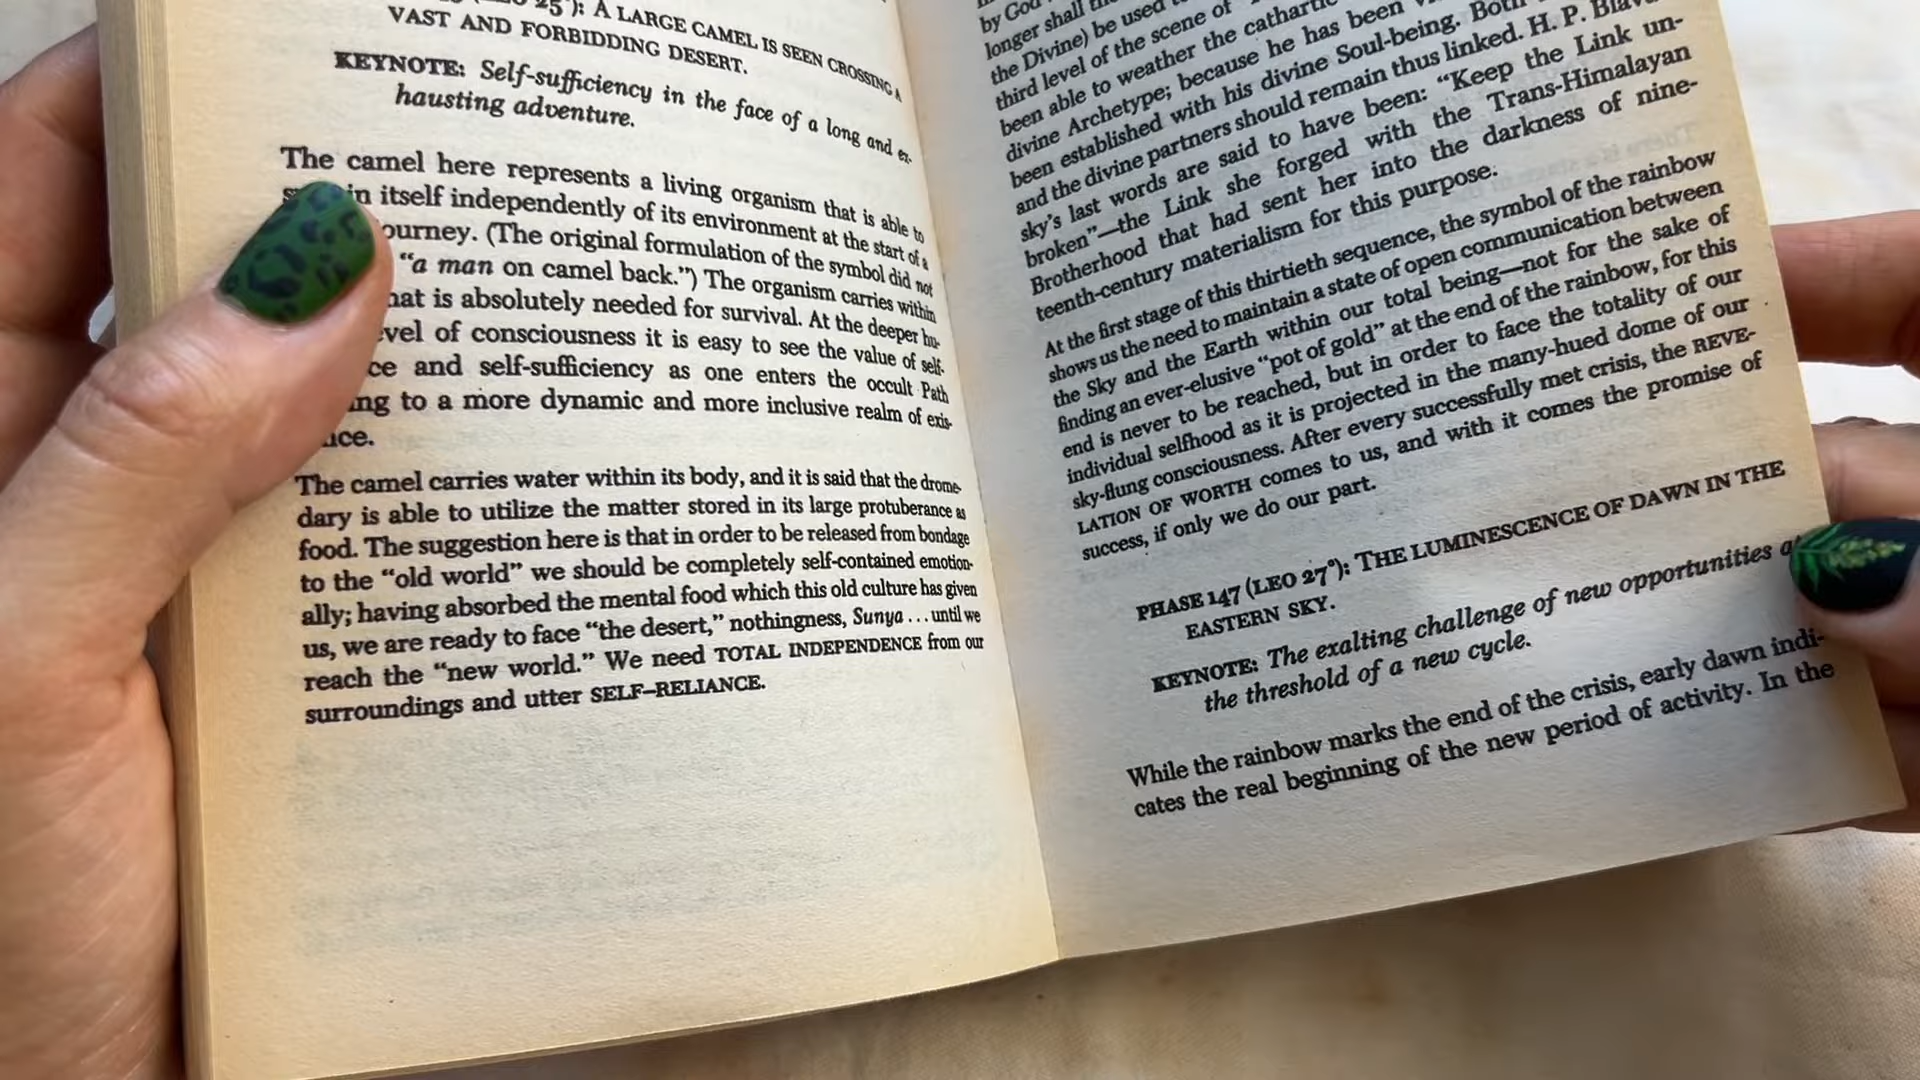 25°): A LARGE CAMEL IS SEEN CROSSING A
VAST AND FORBIDDING DESERT.
KEYNOTE: Self-sufficiency in the face of a long and ex-
hausting adventure.
The camel here represents a living organism that is able to
in itself independently of its environment at the start of a
ourney. (The original formulation of the symbol did not
"a man on camel back.") The organism carries within
hat is absolutely needed for survival. At the deeper hu-
vel of consciousness it is easy to see the value of self-
ce and self-sufficiency as one enters the occult Path
ng to a more dynamic and more inclusive realm of exis-
ce.
The camel carries water within its body, and it is said that the drome-
dary is able to utilize the matter stored in its large protuberance as
food. The suggestion here is that in order to be released from bondage
to the "old world" we should be completely self-contained emotion-
ally; having absorbed the mental food which this old culture has given
us, we are ready to face "the desert," nothingness, Sunya . . . until we
reach the "new world." We need TOTAL INDEPENDENCE from our
surroundings and utter SELF-RELIANCE.
by God
longer shall
the Divine) be used to
third level of the scene of
been able to weather the cathartic
divine Archetype; because he has been
been established with his divine Soul-being. Both
and the divine partners should remain thus linked. H. P. Blav
sky's last words are said to have been: "Keep the Link un-
broken"—the Link she forged with the Trans-Himalayan
Brotherhood that had sent her into the darkness of nine-
teenth-century materialism for this purpose.
At the first stage of this thirtieth sequence, the symbol of the rainbow
shows us the need to maintain a state of open communication between
the Sky and the Earth within our total being—not for the sake of
finding an ever-elusive "pot of gold" at the end of the rainbow, for this
end is never to be reached, but in order to face the totality of our
individual selfhood as it is projected in the many-hued dome of our
sky-flung consciousness. After every successfully met crisis, the REVE-
LATION OF WORTH comes to us, and with it comes the promise of
success, if only we do our part.
PHASE 147 (LEO 27°): THE LUMINESCENCE OF DAWN IN THE
EASTERN SKY.
KEYNOTE: The exalting challenge of new opportunities a
the threshold of a new cycle.
While the rainbow marks the end of the crisis, early dawn indi-
cates the real beginning of the new period of activity. In the